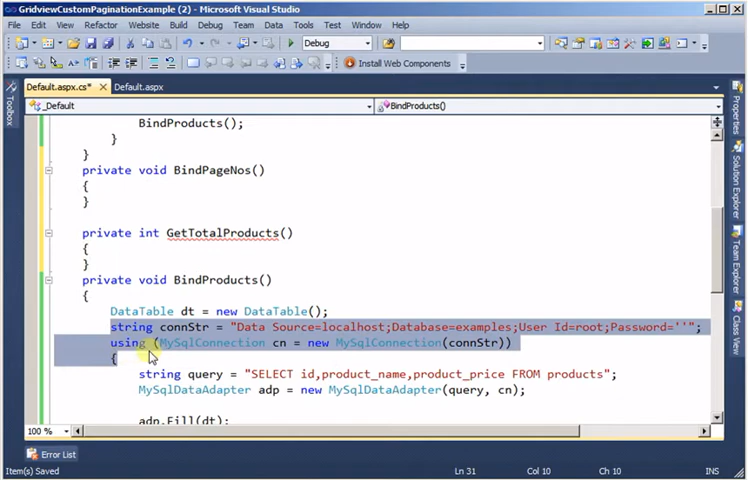 GridviewCustomPaginationExample (2) - Microsoft Visual Studio
File Edit View Refactor Website Build Debug Team Data Tools Test Window Help
Debug
Install Web Components
Default.aspx.cs* Default.aspx
_Default BindProducts()
Toolbox
Properties
Solution Explorer
Class View
BindProducts();
}
}
private void BindPageNos()
{
}
private int GetTotalProducts()
{
}
private void BindProducts()
{
DataTable dt = new DataTable();
string connStr = "Data Source=localhost;Database=examples;User Id=root;Password=''";
using (MySqlConnection cn = new MySqlConnection(connStr))
{
string query = "SELECT id,product_name,product_price FROM products";
MySqlDataAdapter adp = new MySqlDataAdapter(query, cn);
adp.Fill(dt);
100 %
Error List
Item(s) Saved Ln 31 Col 10 Ch 10 INS